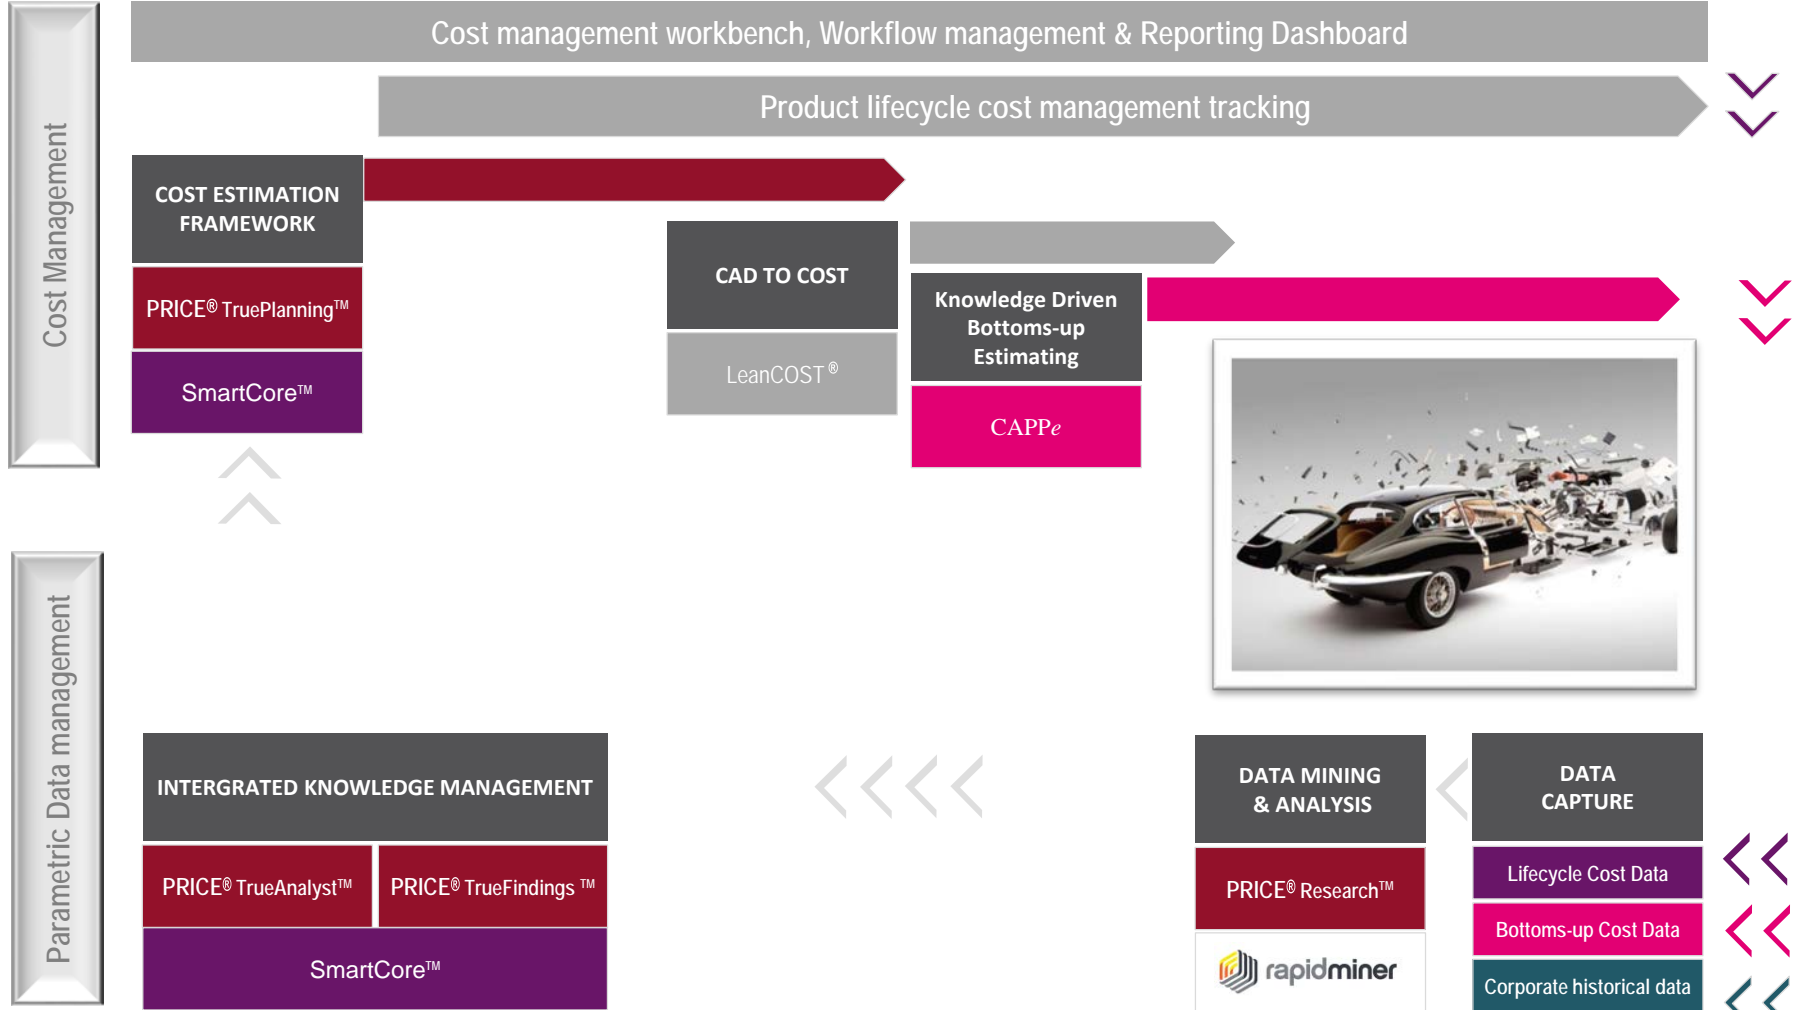 Cost management workbench, Workflow management & Reporting Dashboard
Product lifecycle cost management tracking
Cost Management
COST ESTIMATION
FRAMEWORK
PRICE® TruePlanning™
SmartCore™
CAD TO COST
LeanCOST®
Knowledge Driven
Bottoms-up
Estimating
CAPPe
Parametric Data management
INTERGRATED KNOWLEDGE MANAGEMENT
PRICE® TrueAnalyst™
PRICE® TrueFindings ™
SmartCore™
DATA MINING
& ANALYSIS
PRICE® Research™
rapidminer
DATA
CAPTURE
Lifecycle Cost Data
Bottoms-up Cost Data
Corporate historical data